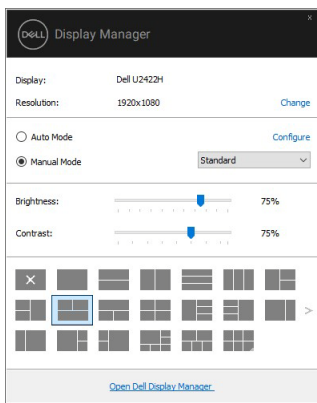 x
DELL Display Manager
Display: Dell U2422H
Resolution: 1920x1080 Change
Auto Mode Configure
Manual Mode Standard
Brightness: 75%
Contrast: 75%
Open Dell Display Manager